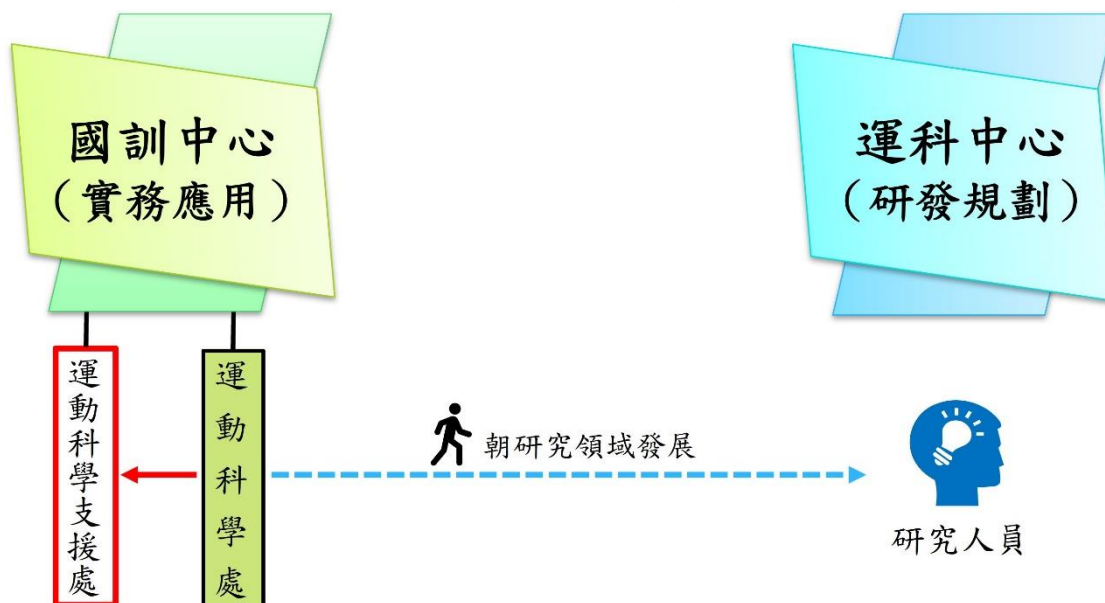 國訓中心
（實務應用）
運科中心
（研發規劃）
運動科學支援處
運動科學處
朝研究領域發展
研究人員